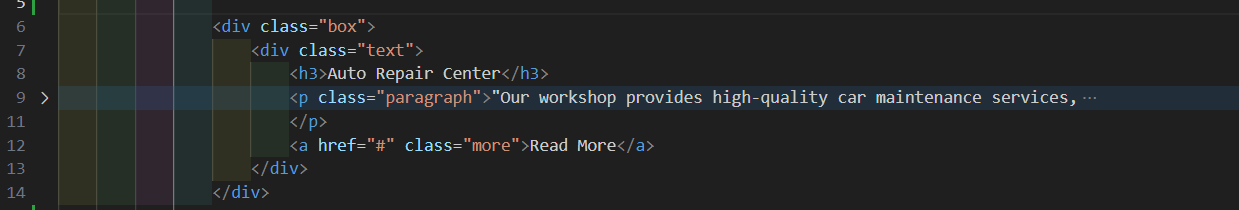 5
6 <div class="box">
7 <div class="text">
8 <h3>Auto Repair Center</h3>
9 <p class="paragraph">"Our workshop provides high-quality car maintenance services,···
11 </p>
12 <a href="#" class="more">Read More</a>
13 </div>
14 </div>